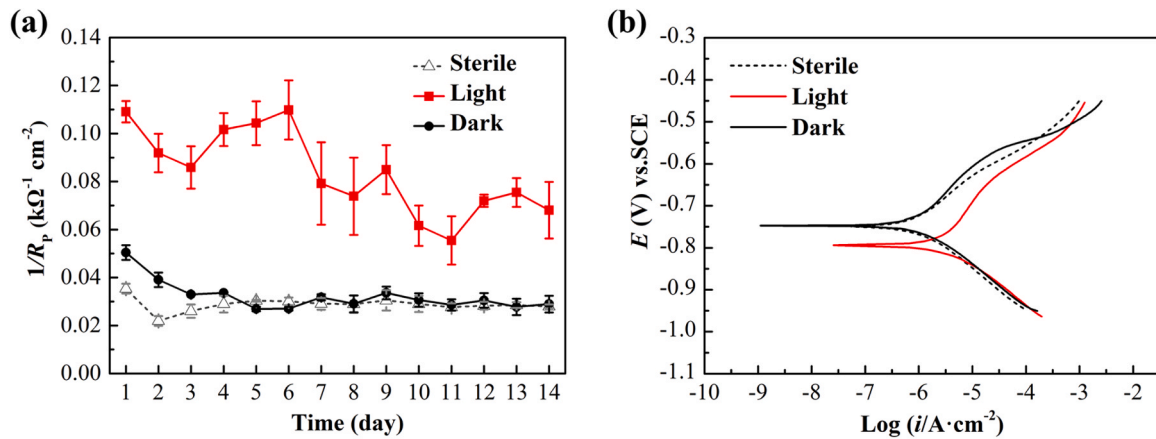 (a)
0.14
0.12
0.10
0.08
0.06
0.04
0.02
0.00
1/Rₚ (kΩ⁻¹ cm⁻²)
Sterile
Light
Dark
1 2 3 4 5 6 7 8 9 10 11 12 13 14
Time (day)
(b)
-0.3
-0.4
-0.5
-0.6
-0.7
-0.8
-0.9
-1.0
-1.1
E (V) vs.SCE
Sterile
Light
Dark
-10 -9 -8 -7 -6 -5 -4 -3 -2
Log (i/A·cm⁻²)